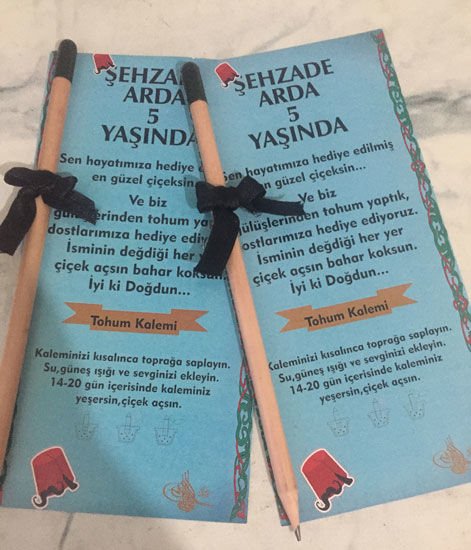 ŞEHZADE
ARDA
5
YAŞINDA
Sen hayatımıza hediye
en güzel çiçeksin.
Ve biz
gülüşlerinden tohum yap
dostlarımıza hediye ediy
İsminin değdiği her
çiçek açsın bahar koksun.
İyi ki Doğdun...
Tohum Kalemi
Kaleminizi kısalınca toprağa saplayın.
Su,güneş ışığı ve sevginizi ekleyin.
14-20 gün içerisinde kaleminiz
yeşersin,çiçek açsın.
ŞEHZADE
ARDA
5
YAŞINDA
Sen hayatımıza hediye edilmiş
en güzel çiçeksin...
Ve biz
gülüşlerinden tohum yaptık,
dostlarımıza hediye ediyoruz.
İsminin değdiği her yer
çiçek açsın bahar koksun.
İyi ki Doğdun...
Tohum Kalemi
Kaleminizi kısalınca toprağa saplayın.
Su,güneş ışığı ve sevginizi ekleyin.
14-20 gün içerisinde kaleminiz
yeşersin,çiçek açsın.